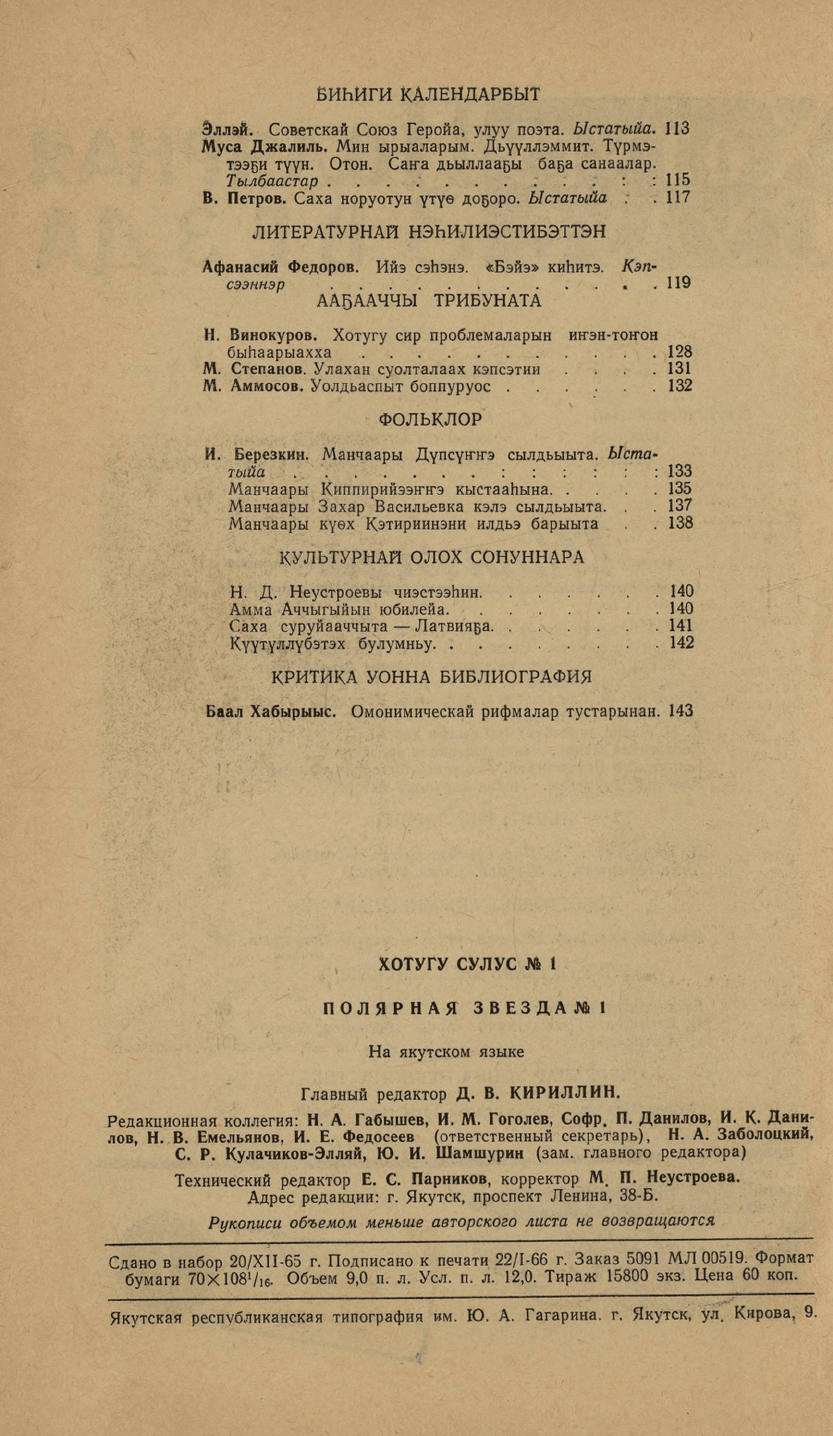 БИҺИГИ КАЛЕНДАРБЫТ
Эллэй. Советскай Союз Геройа, улуу поэта. Ыстатыйа. 113
Муса Джалиль. Мин ырыаларым. Дьүүллэммит. Түрмэ-
тээҕи түүн. Отон. Саҥа дьыллааҕы баҕа санаалар.
Тылбаастар . . . . . . . . . . : : 115
В. Петров. Саха норуотун үтүө доҕоро. Ыстатыйа : . 117
ЛИТЕРАТУРНАЙ НЭҺИЛИЭСТИБЭТТЭН
Афанасий Федоров. Ийэ сэһэнэ. «Бэйэ» киһитэ. Кэп-
сээннэр . . . . . . . . . . . . 119
ААҔААЧЧЫ ТРИБУНАТА
Н. Винокуров. Хотугу сир проблемаларын иҥэн-тоҥон
быһаарыахха . . . . . . . . . . . 128
М. Степанов. Улахан суолталаах кэпсэтии . . . . 131
М. Аммосов. Уолдьаспыт боппуруос . . . . . . 132
ФОЛЬКЛОР
И. Березкин. Манчаары Дүпсүҥҥэ сылдьыыта. Ыста-
тыйа . . . . . . . : : : : : : 133
Манчаары Киппирийээҥҥэ кыстааһына. . . . . 135
Манчаары Захар Васильевка кэлэ сылдьыыта. . . 137
Манчаары күөх Кэтириинэни илдьэ барыыта . . 138
КУЛЬТУРНАЙ ОЛОХ СОНУННАРА
Н. Д. Неустроевы чиэстээһин. . . . . . . 140
Амма Аччыгыйын юбилейа. . . . . . . . 140
Саха суруйааччыта — Латвияҕа. . . . . . . 141
Күүтүллүбэтэх булумньу. . . . . . . . . 142
КРИТИКА УОННА БИБЛИОГРАФИЯ
Баал Хабырыыс. Омонимическай рифмалар тустарынан. 143
ХОТУГУ СУЛУС № 1
ПОЛЯРНАЯ ЗВЕЗДА № 1
На якутском языке
Главный редактор Д. В. КИРИЛЛИН.
Редакционная коллегия: Н. А. Габышев, И. М. Гоголев, Софр. П. Данилов, И. К. Дани-
лов, Н. В. Емельянов, И. Е. Федосеев (ответственный секретарь), Н. А. Заболоцкий,
С. Р. Кулачиков-Элляй, Ю. И. Шамшурин (зам. главного редактора)
Технический редактор Е. С. Парников, корректор М. П. Неустроева.
Адрес редакции: г. Якутск, проспект Ленина, 38-Б.
Рукописи объемом меньше авторского листа не возвращаются
Сдано в набор 20/XII-65 г. Подписано к печати 22/I-66 г. Заказ 5091 МЛ 00519. Формат
бумаги 70×108¹/₁₆. Объем 9,0 п. л. Усл. п. л. 12,0. Тираж 15800 экз. Цена 60 коп.
Якутская республиканская типография им. Ю. А. Гагарина. г. Якутск, ул. Кирова, 9.